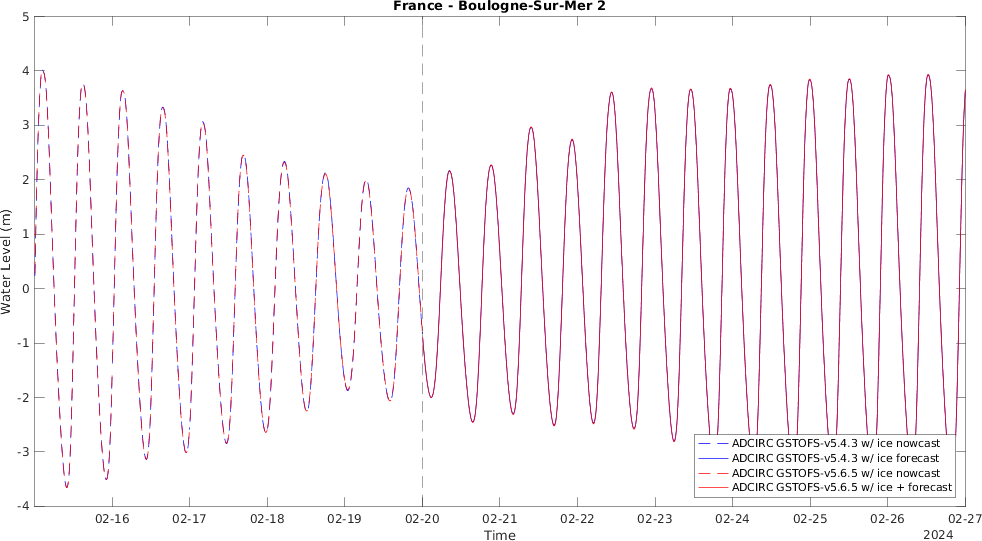 France - Boulogne-Sur-Mer 2
5
4
3
2
1
0
-1
-2
-3
-4
Water Level (m)
02-16 02-17 02-18 02-19 02-20 02-21 02-22 02-23 02-24 02-25 02-26 02-27
Time
2024
ADCIRC GSTOFS-v5.4.3 w/ ice nowcast
ADCIRC GSTOFS-v5.4.3 w/ ice forecast
ADCIRC GSTOFS-v5.6.5 w/ ice nowcast
ADCIRC GSTOFS-v5.6.5 w/ ice + forecast